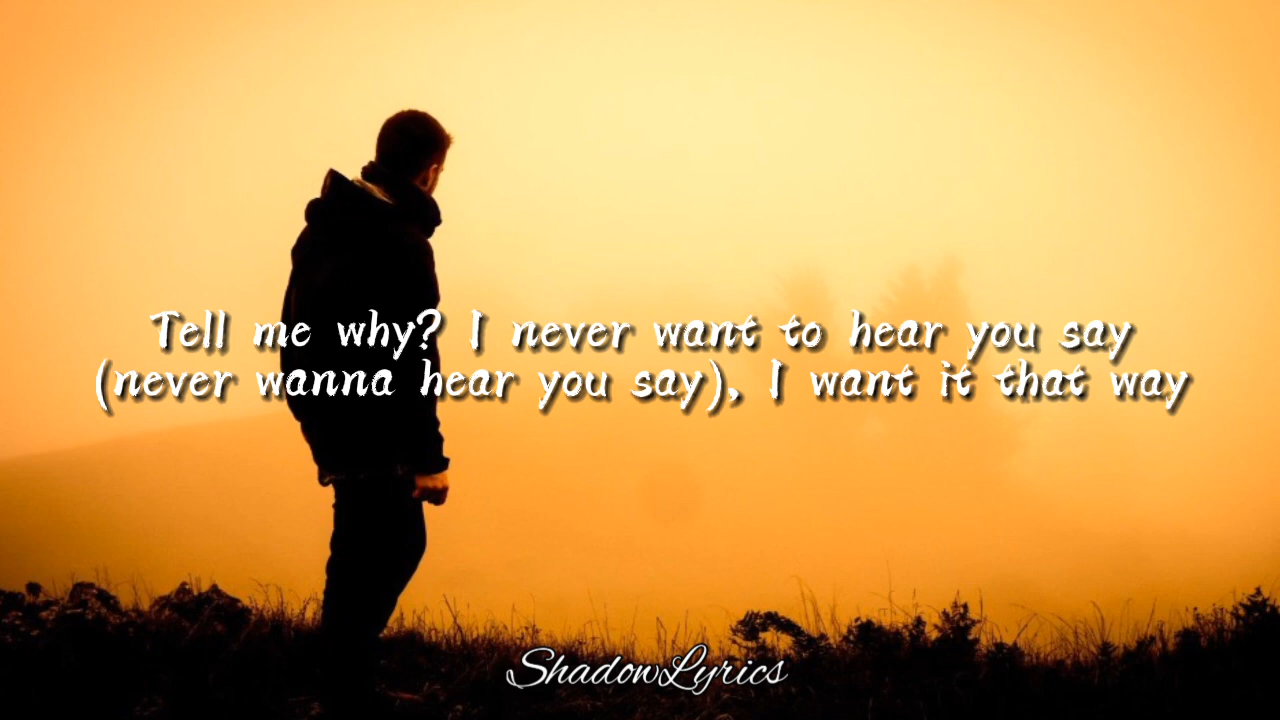 Tell me why? I never want to hear you say
(never wanna hear you say), I want it that way
ShadowLyrics